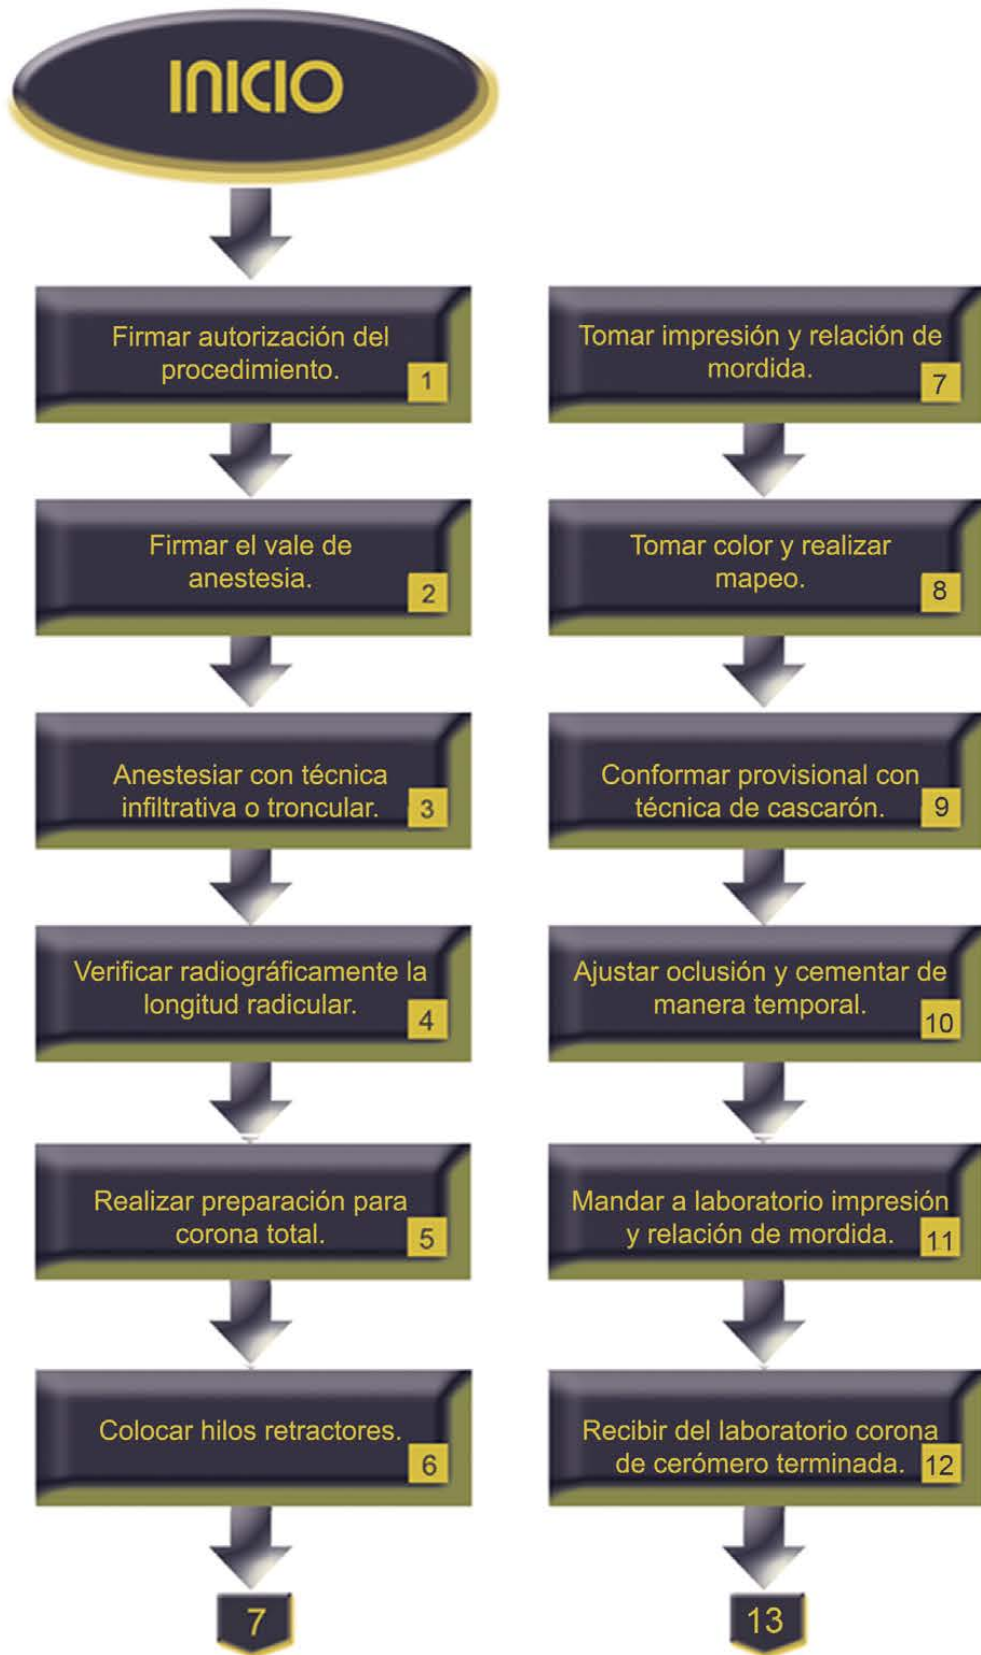 INICIO
Firmar autorización del
procedimiento.
1
Firmar el vale de
anestesia.
2
Anestesiar con técnica
infiltrativa o troncular.
3
Verificar radiográficamente la
longitud radicular.
4
Realizar preparación para
corona total.
5
Colocar hilos retractores.
6
7
Tomar impresión y relación de
mordida.
7
Tomar color y realizar
mapeo.
8
Conformar provisional con
técnica de cascarón.
9
Ajustar oclusión y cementar de
manera temporal.
10
Mandar a laboratorio impresión
y relación de mordida.
11
Recibir del laboratorio corona
de cerómero terminada.
12
13